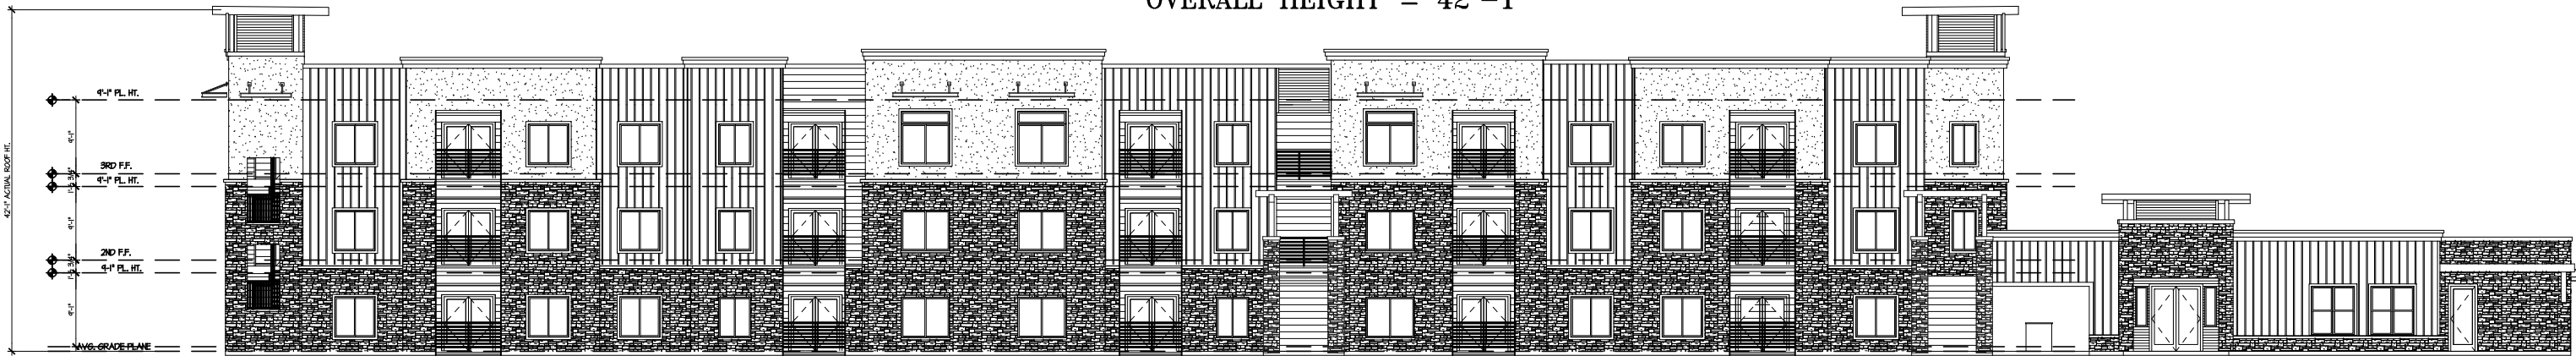 OVERALL HEIGHT = 42'-1"
42'-1" ACTUAL ROOF HT.
9'-1" PL. HT.
9'-1"
3RD F.F.
9'-1" PL. HT.
9'-1"
2ND F.F.
9'-1" PL. HT.
9'-1"
AVG. GRADE PLANE